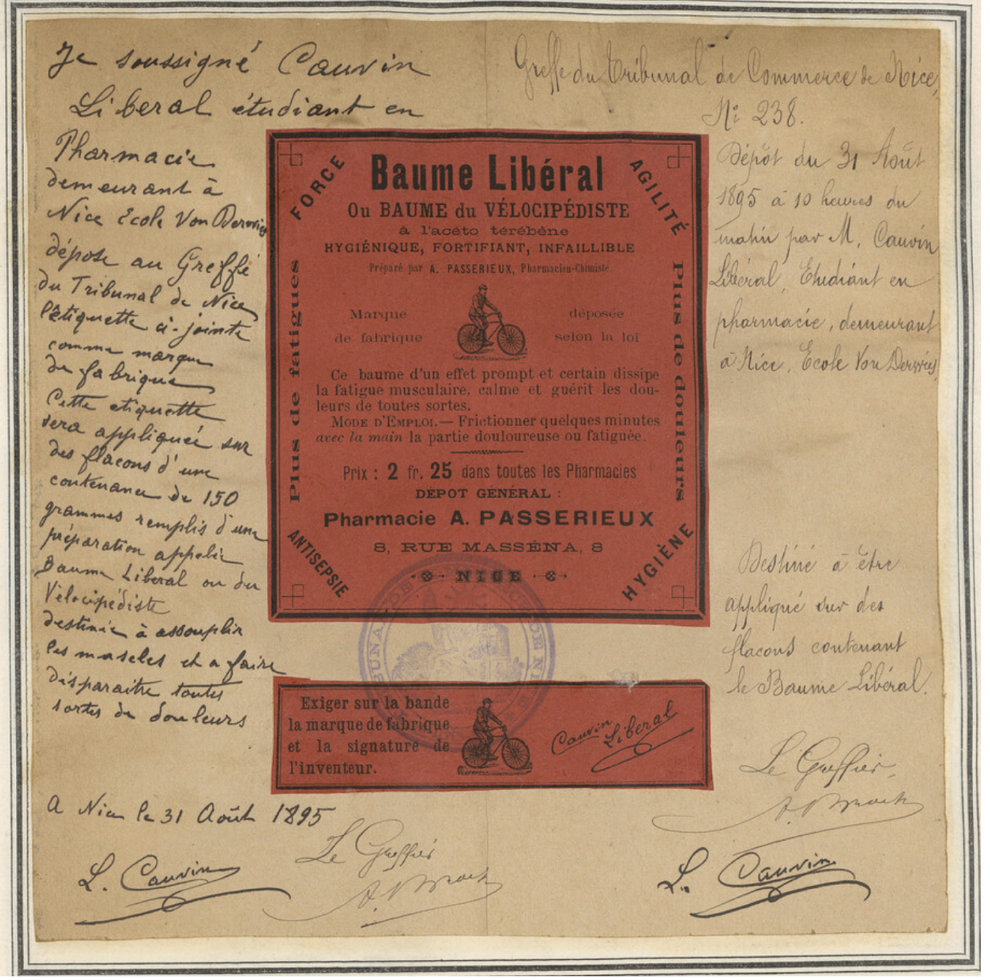 Je soussigné Cauvin
Liberal étudiant en
Pharmacie
demeurant à
Nice Ecole Von Derwies
dépose au Greffe
du Tribunal de Nice
l'étiquette ci-jointe
comme marque
de fabrique
Cette etiquette
sera appliquée sur
des flacons d'une
contenance de 150
grammes remplis d'une
préparation appelée
Baume Liberal ou du
Vélocipédiste
destinée à assouplir
les muscles et a faire
disparaitre toutes
sortes de douleurs
A Nice le 31 Août 1895
L. Cauvin
Le Greffier
Greffe du Tribunal de Commerce de Nice,
N° 238.
Dépôt du 31 Août
1895 à 10 heures du
matin par M. Cauvin
Libéral, Etudiant en
pharmacie, demeurant
à Nice, Ecole Von Derwies.
Destiné à être
appliqué sur des
flacons contenant
le Baume Libéral.
Le Greffier,
L. Cauvin
FORCE
AGILITÉ
Baume Libéral
Ou BAUME du VÉLOCIPÉDISTE
à l'acéto térébène
HYGIÉNIQUE, FORTIFIANT, INFAILLIBLE
Préparé par A. PASSERIEUX, Pharmacien-Chimiste
Marque déposée
de fabrique selon la loi
Plus de fatigues
Plus de douleurs
Ce baume d'un effet prompt et certain dissipe
la fatigue musculaire, calme et guérit les dou-
leurs de toutes sortes.
MODE D'EMPLOI.— Frictionner quelques minutes
avec la main la partie douloureuse ou fatiguée.
Prix : 2 fr. 25 dans toutes les Pharmacies
DEPOT GÉNÉRAL :
Pharmacie A. PASSERIEUX
8, RUE MASSÉNA, 8
NICE
ANTISEPSIE
HYGIÈNE
Exiger sur la bande
la marque de fabrique
et la signature de
l'inventeur.
Cauvin
Liberal